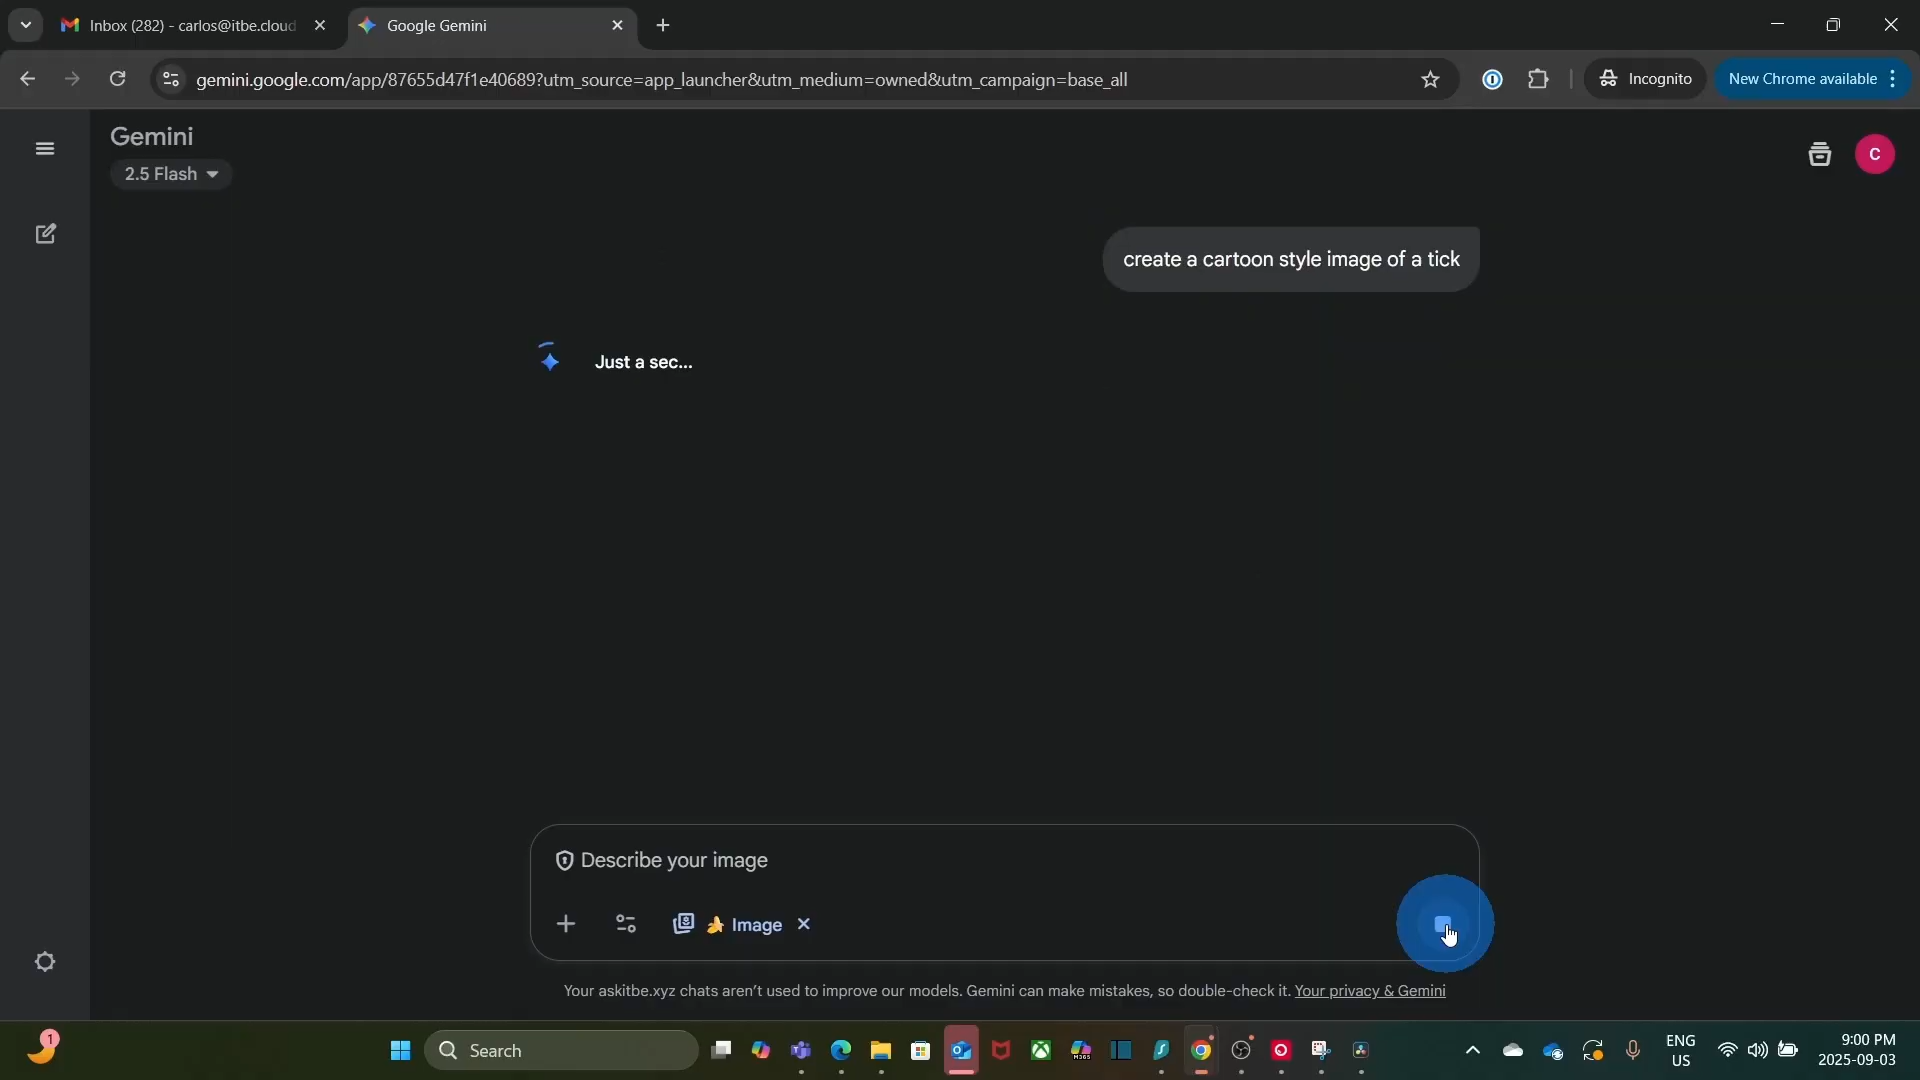 Inbox (282) - carlos@itbe.cloud
Google Gemini
gemini.google.com/app/87655d47f1e40689?utm_source=app_launcher&utm_medium=owned&utm_campaign=base_all
Incognito
New Chrome available
Gemini
2.5 Flash
C
create a cartoon style image of a tick
Just a sec...
Describe your image
Image
Your askitbe.xyz chats aren't used to improve our models. Gemini can make mistakes, so double-check it. Your privacy & Gemini
1
Search
M365
ENG
US
9:00 PM
2025-09-03